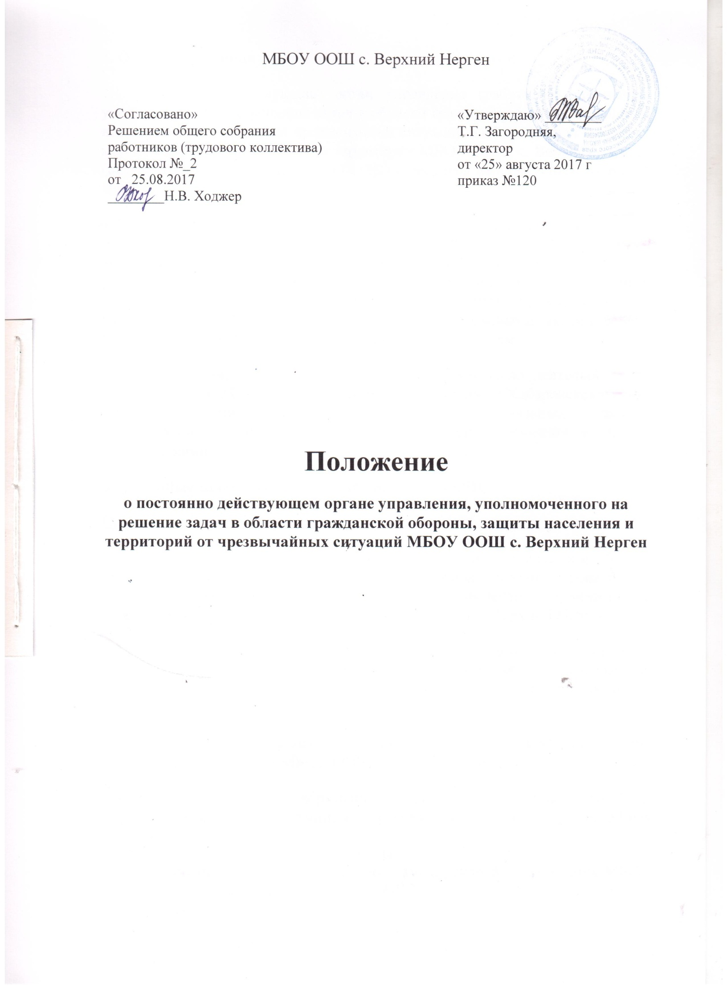 МБОУ ООШ с. Верхний Нерген
«Согласовано»
Решением общего собрания
работников (трудового коллектива)
Протокол №_2
от 25.08.2017
________Н.В. Ходжер
«Утверждаю» ________
Т.Г. Загородняя,
директор
от «25» августа 2017 г
приказ №120
Положение
о постоянно действующем органе управления, уполномоченного на
решение задач в области гражданской обороны, защиты населения и
территорий от чрезвычайных ситуаций МБОУ ООШ с. Верхний Нерген